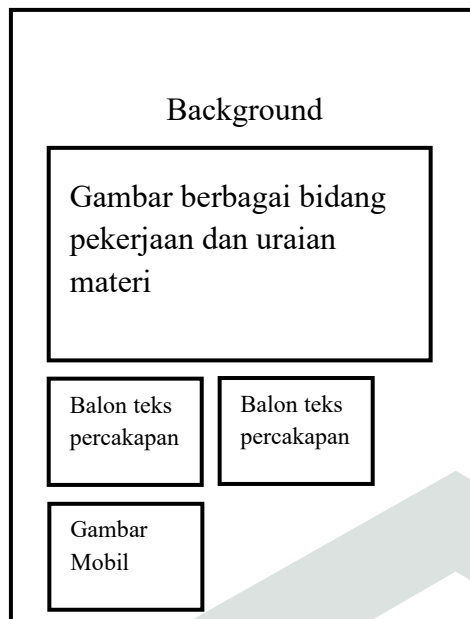 Background
Gambar berbagai bidang
pekerjaan dan uraian
materi
Balon teks
percakapan
Balon teks
percakapan
Gambar
Mobil